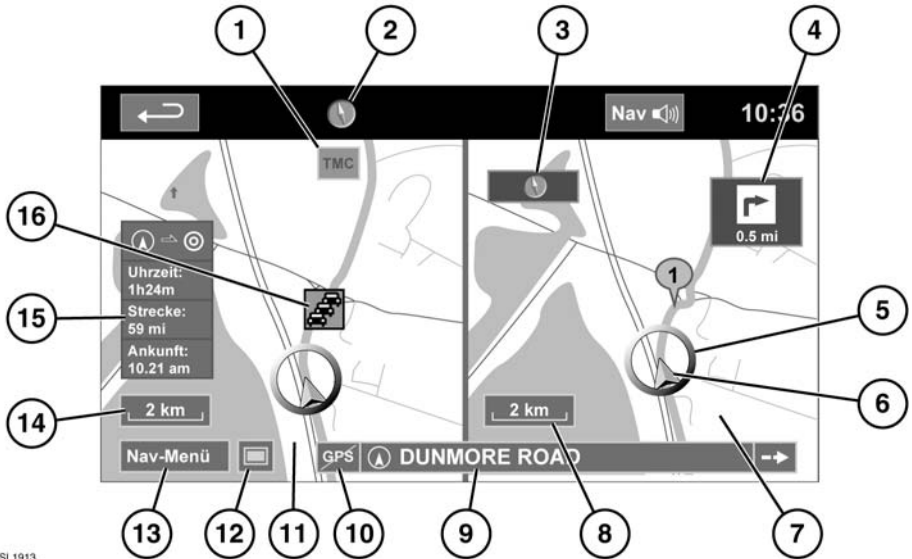 1
2
3
4
Nav
10:36
TMC
16
0.5 mi
Uhrzeit:
1h24m
1
15
Strecke:
59 mi
5
Ankunft:
10.21 am
6
14
2 km
2 km
Nav-Menü
GPS
DUNMORE ROAD
13
12
11
10
9
8
7
SL1913